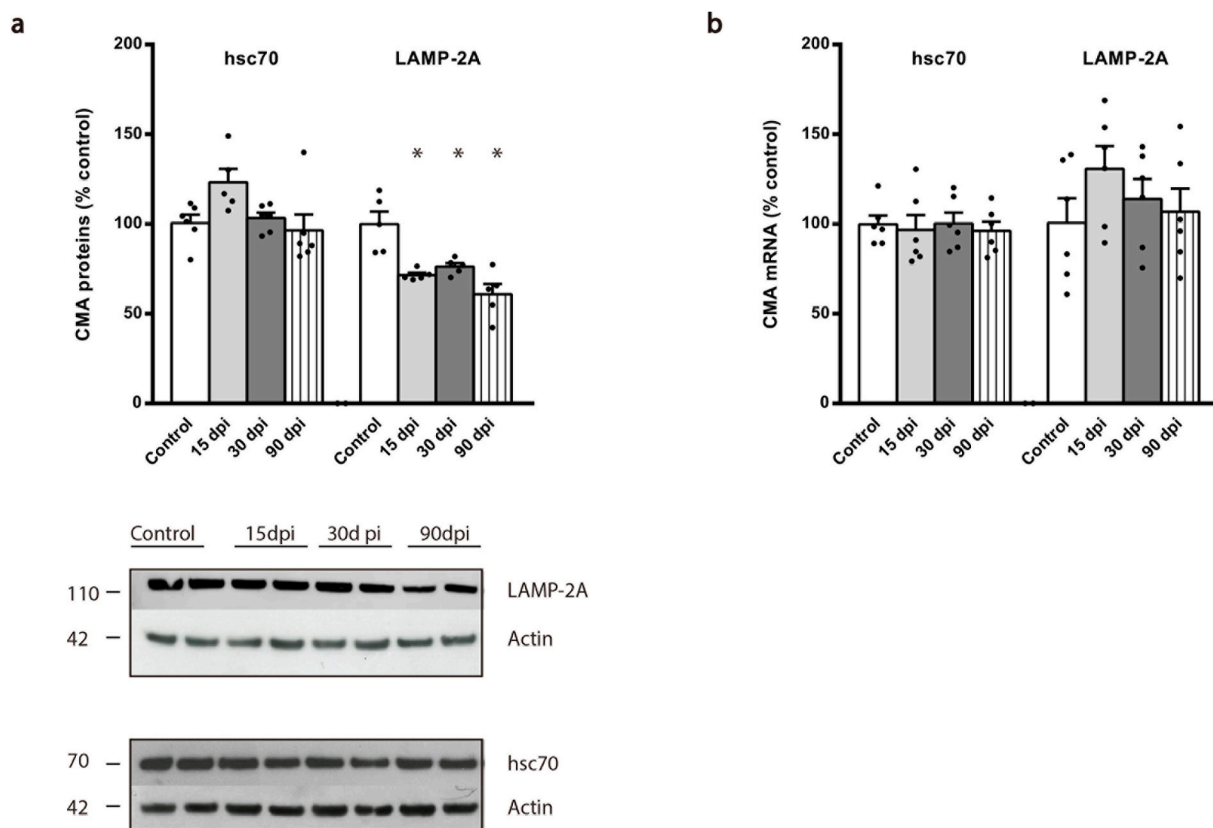 a
200
150
100
50
0
CMA proteins (% control)
hsc70
LAMP-2A
* * *
Control 15 dpi 30 dpi 90 dpi
Control 15 dpi 30 dpi 90 dpi
b
200
150
100
50
0
CMA mRNA (% control)
hsc70
LAMP-2A
Control 15 dpi 30 dpi 90 dpi
Control 15 dpi 30 dpi 90 dpi
Control 15dpi 30d pi 90dpi
110 LAMP-2A
42 Actin
70 hsc70
42 Actin